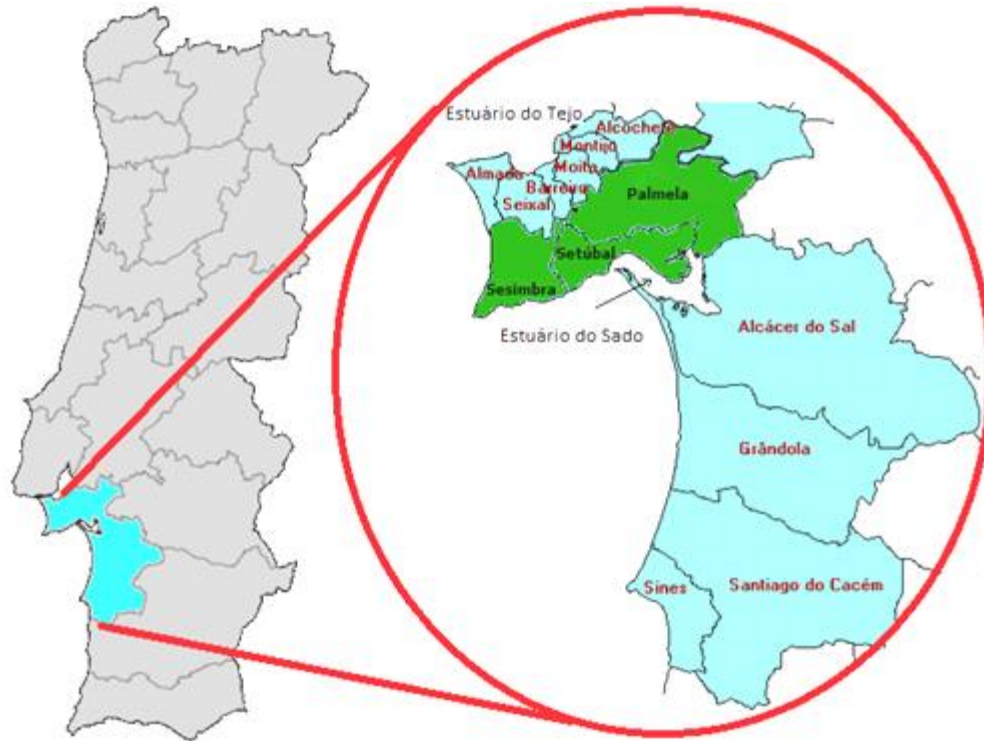 Estuário do Tejo
Alcochete
Montijo
Moita
Almada
Barreiro
Seixal
Palmela
Setúbal
Sesimbra
Estuário do Sado
Alcácer do Sal
Grândola
Sines
Santiago do Cacém